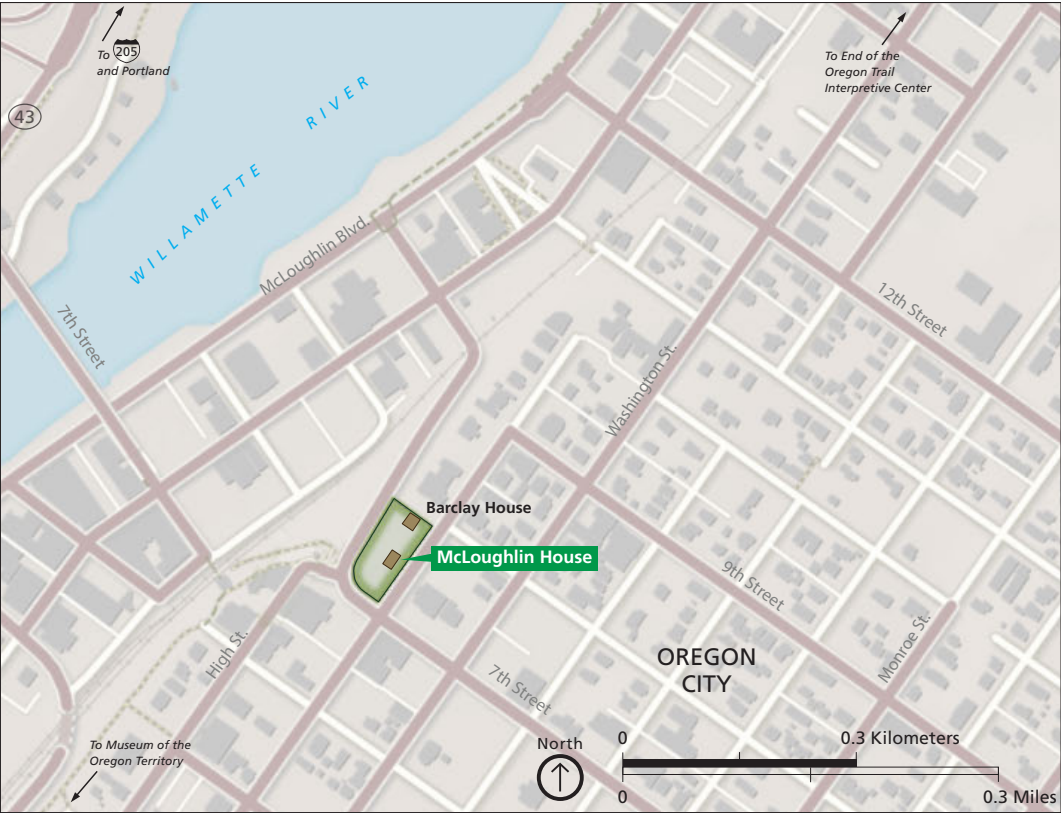 To 205
and Portland
To End of the
Oregon Trail
Interpretive Center
43
WILLAMETTE RIVER
McLoughlin Blvd.
7th Street
12th Street
Washington St.
Barclay House
McLoughlin House
9th Street
High St.
Monroe St.
OREGON
CITY
7th Street
To Museum of the
Oregon Territory
North
0 0.3 Kilometers
0 0.3 Miles